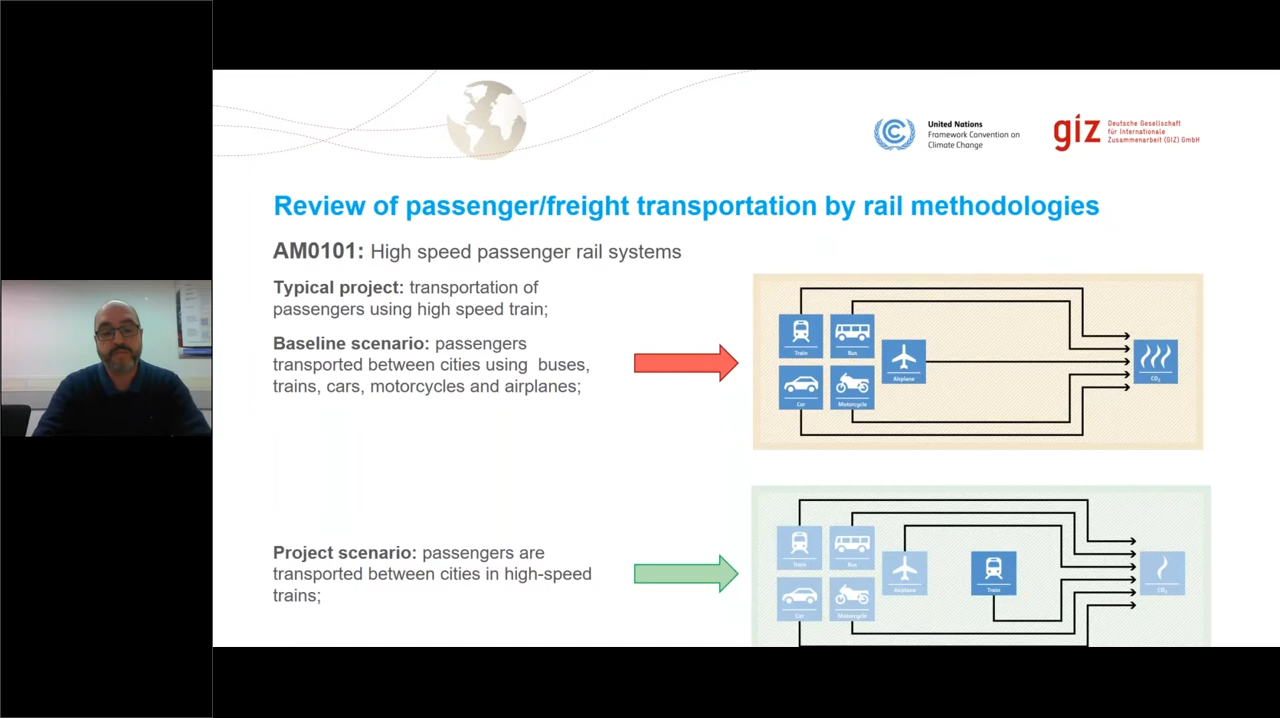 United Nations
Framework Convention on
Climate Change
giz
Deutsche Gesellschaft
für Internationale
Zusammenarbeit (GIZ) GmbH
Review of passenger/freight transportation by rail methodologies
AM0101: High speed passenger rail systems
Typical project: transportation of
passengers using high speed train;
Baseline scenario: passengers
transported between cities using buses,
trains, cars, motorcycles and airplanes;
Train
Bus
Airplane
Car
Motorcycle
CO₂
Project scenario: passengers are
transported between cities in high-speed
trains;
Train
Bus
Airplane
Train
Car
Motorcycle
CO₂